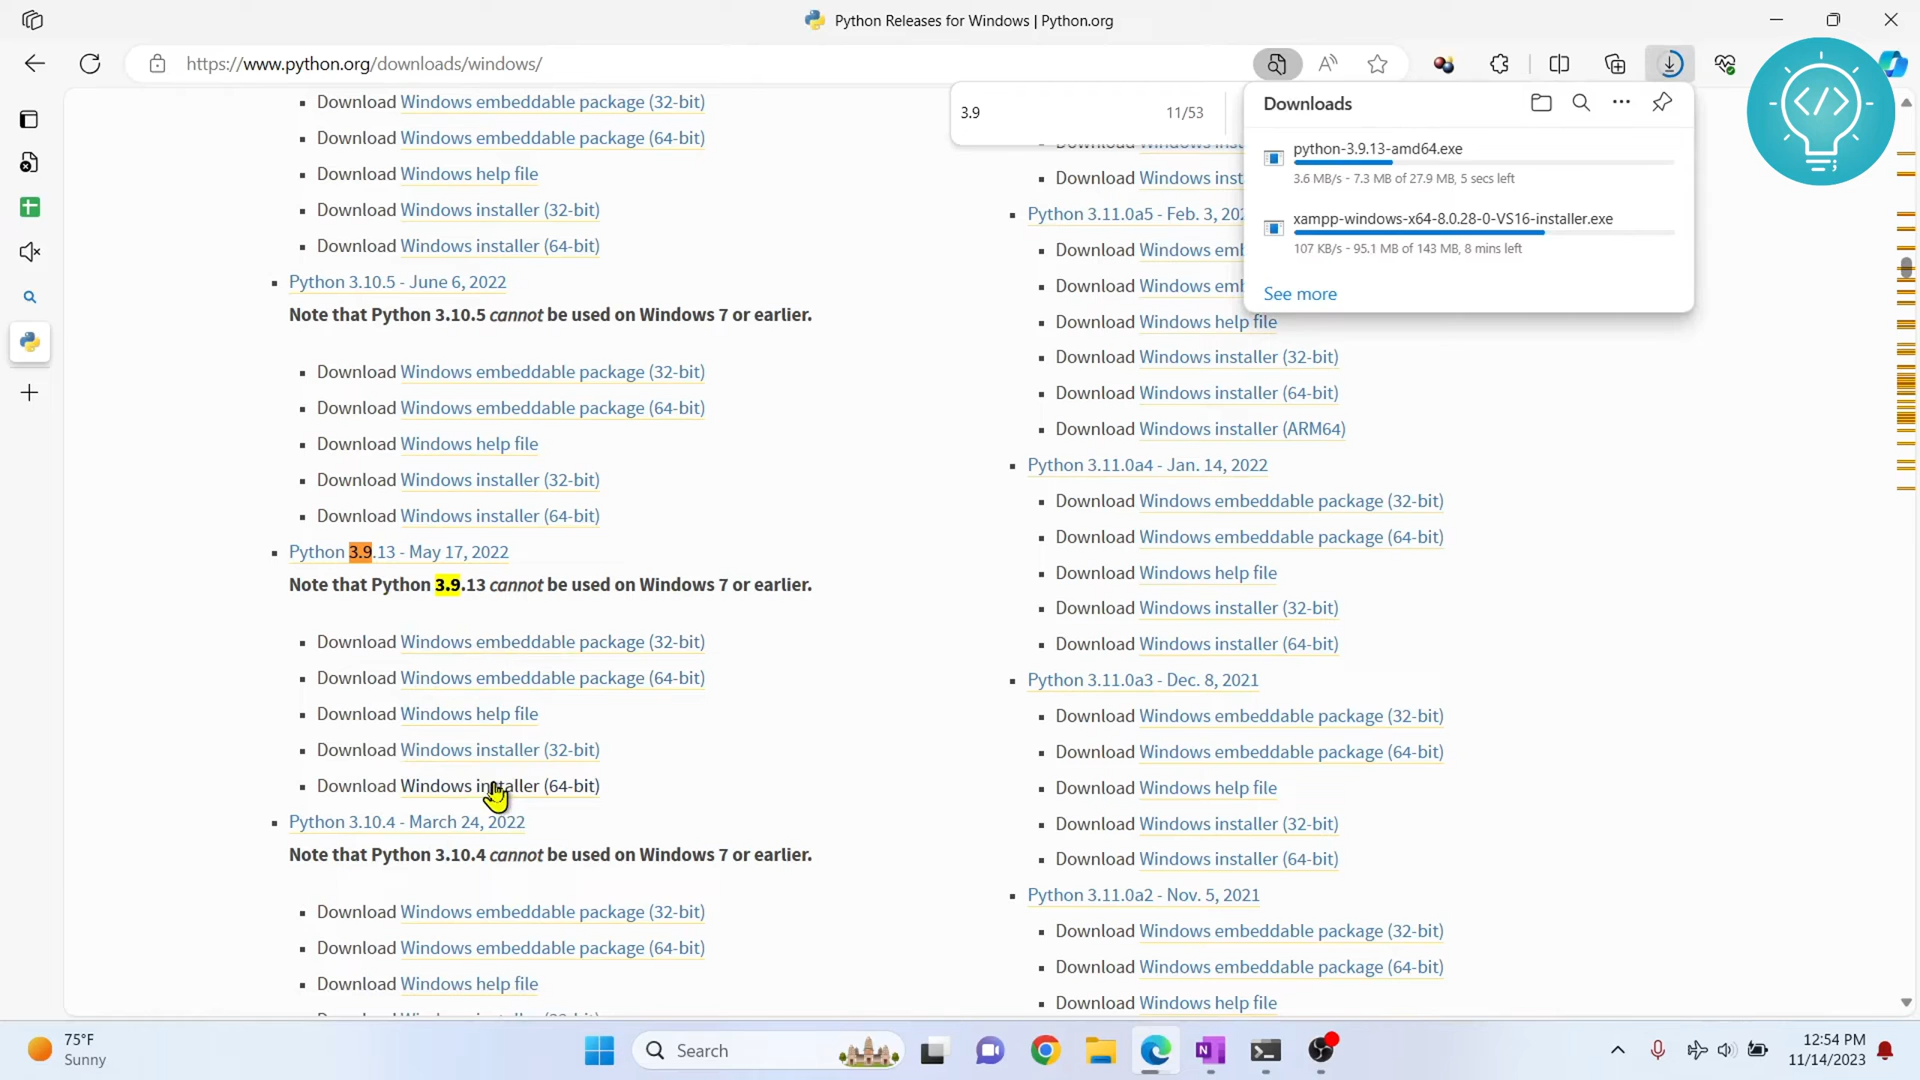 Python Releases for Windows | Python.org
https://www.python.org/downloads/windows/
3.9 11/53
Downloads
python-3.9.13-amd64.exe
3.6 MB/s - 7.3 MB of 27.9 MB, 5 secs left
xampp-windows-x64-8.0.28-0-VS16-installer.exe
107 KB/s - 95.1 MB of 143 MB, 8 mins left
See more
Download Windows embeddable package (32-bit)
Download Windows embeddable package (64-bit)
Download Windows help file
Download Windows installer (32-bit)
Download Windows installer (64-bit)
Python 3.10.5 - June 6, 2022
Note that Python 3.10.5 cannot be used on Windows 7 or earlier.
Download Windows embeddable package (32-bit)
Download Windows embeddable package (64-bit)
Download Windows help file
Download Windows installer (32-bit)
Download Windows installer (64-bit)
Python 3.9.13 - May 17, 2022
Note that Python 3.9.13 cannot be used on Windows 7 or earlier.
Download Windows embeddable package (32-bit)
Download Windows embeddable package (64-bit)
Download Windows help file
Download Windows installer (32-bit)
Download Windows installer (64-bit)
Python 3.10.4 - March 24, 2022
Note that Python 3.10.4 cannot be used on Windows 7 or earlier.
Download Windows embeddable package (32-bit)
Download Windows embeddable package (64-bit)
Download Windows help file
Download Windows inst
Python 3.11.0a5 - Feb. 3, 202
Download Windows emb
Download Windows emb
Download Windows help file
Download Windows installer (32-bit)
Download Windows installer (64-bit)
Download Windows installer (ARM64)
Python 3.11.0a4 - Jan. 14, 2022
Download Windows embeddable package (32-bit)
Download Windows embeddable package (64-bit)
Download Windows help file
Download Windows installer (32-bit)
Download Windows installer (64-bit)
Python 3.11.0a3 - Dec. 8, 2021
Download Windows embeddable package (32-bit)
Download Windows embeddable package (64-bit)
Download Windows help file
Download Windows installer (32-bit)
Download Windows installer (64-bit)
Python 3.11.0a2 - Nov. 5, 2021
Download Windows embeddable package (32-bit)
Download Windows embeddable package (64-bit)
Download Windows help file
75°F
Sunny
Search
12:54 PM
11/14/2023